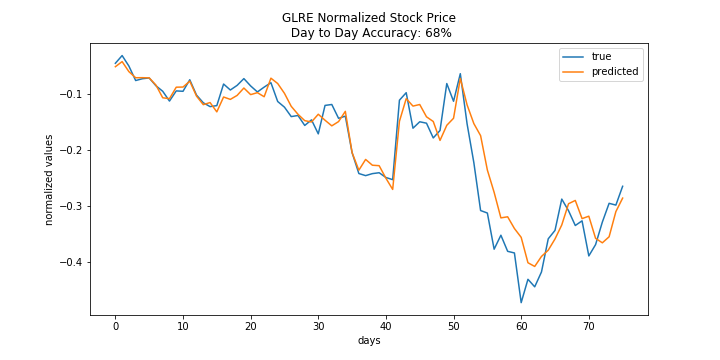 GLRE Normalized Stock Price
Day to Day Accuracy: 68%
true
predicted
normalized values
−0.1
−0.2
−0.3
−0.4
0
10
20
30
40
50
60
70
days